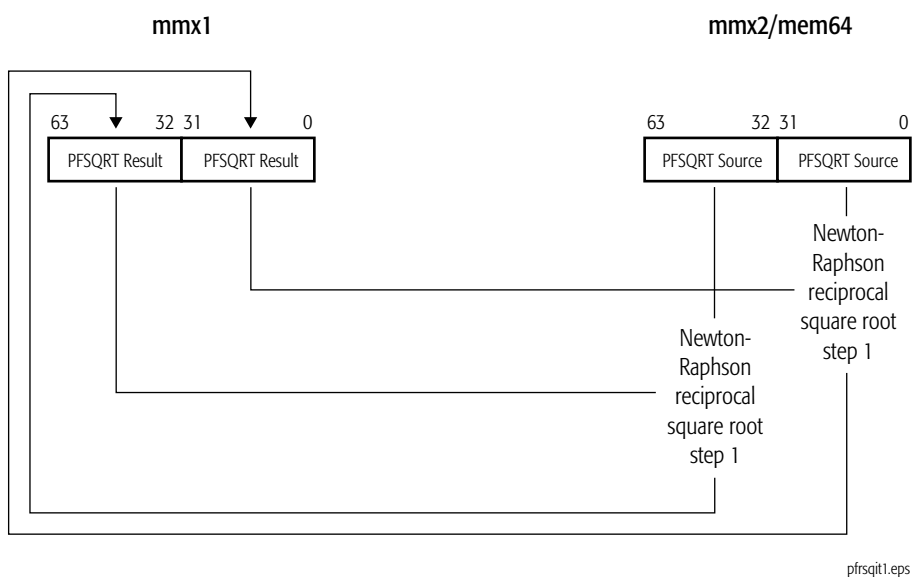 mmx1
mmx2/mem64
63 32 31 0
63 32 31 0
PFSQRT Result
PFSQRT Result
PFSQRT Source
PFSQRT Source
Newton-
Raphson
reciprocal
square root
step 1
Newton-
Raphson
reciprocal
square root
step 1
pfrsqit1.eps